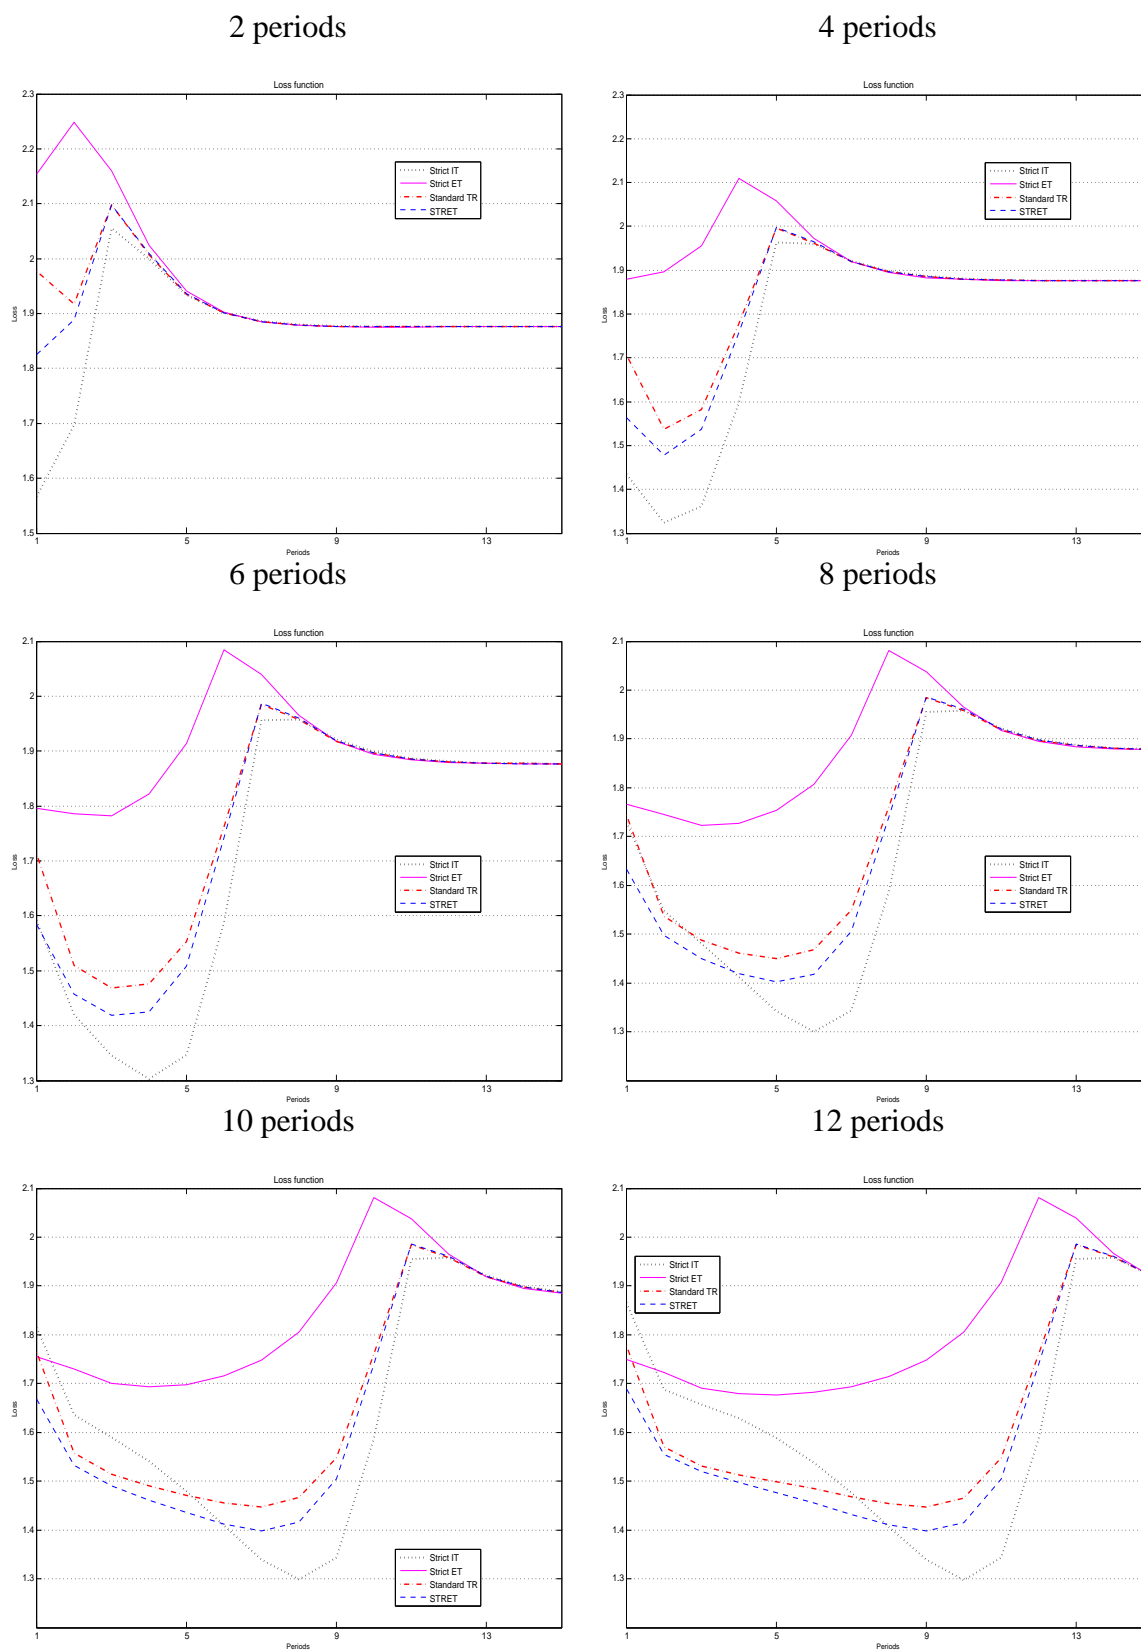 2 periods
4 periods
Loss function
Loss function
2.3
2.2
2.1
2
1.9
1.8
1.7
1.6
1.5
Loss
1
5
9
13
Periods
Strict IT
Strict ET
Standard TR
STRET
2.3
2.2
2.1
2
1.9
1.8
1.7
1.6
1.5
1.4
1.3
Loss
1
5
9
13
Periods
Strict IT
Strict ET
Standard TR
STRET
6 periods
8 periods
Loss function
Loss function
2.1
2
1.9
1.8
1.7
1.6
1.5
1.4
1.3
Loss
1
5
9
13
Periods
Strict IT
Strict ET
Standard TR
STRET
2.1
2
1.9
1.8
1.7
1.6
1.5
1.4
1.3
Loss
1
5
9
13
Periods
Strict IT
Strict ET
Standard TR
STRET
10 periods
12 periods
Loss function
Loss function
2.1
2
1.9
1.8
1.7
1.6
1.5
1.4
1.3
Loss
1
5
9
13
Periods
Strict IT
Strict ET
Standard TR
STRET
2.1
2
1.9
1.8
1.7
1.6
1.5
1.4
1.3
Loss
1
5
9
13
Periods
Strict IT
Strict ET
Standard TR
STRET